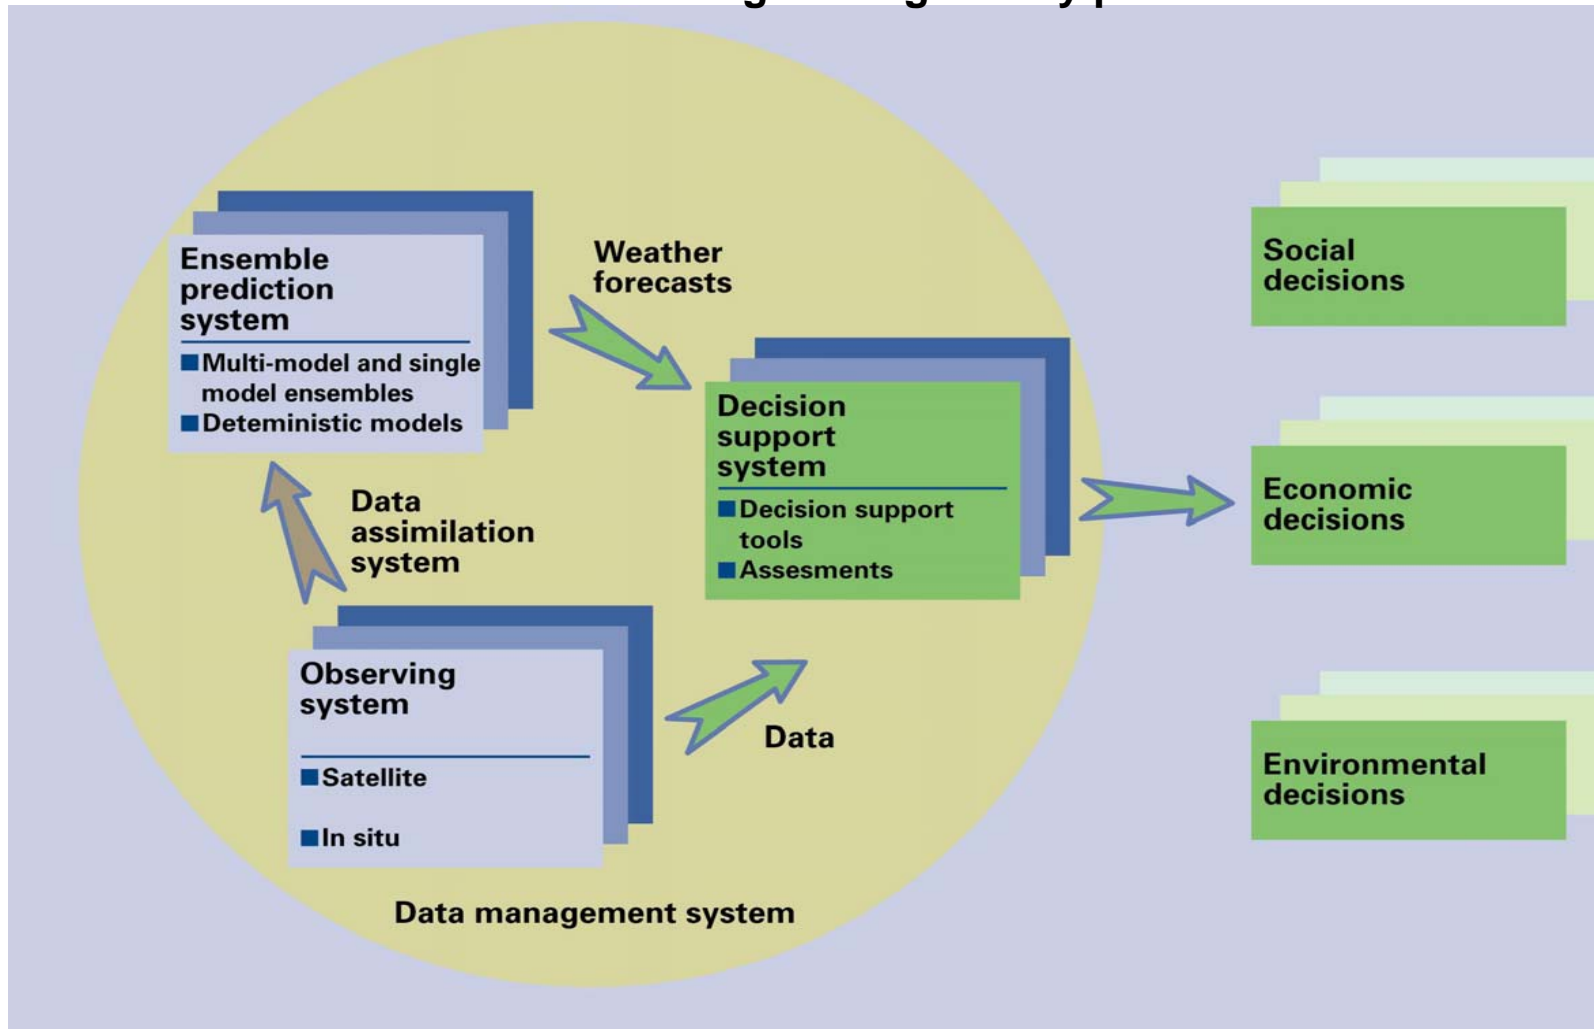 Ensemble
prediction
system
Multi-model and single
model ensembles
Deteministic models
Weather
forecasts
Data
assimilation
system
Decision
support
system
Decision support
tools
Assesments
Observing
system
Satellite
In situ
Data
Data management system
Social
decisions
Economic
decisions
Environmental
decisions